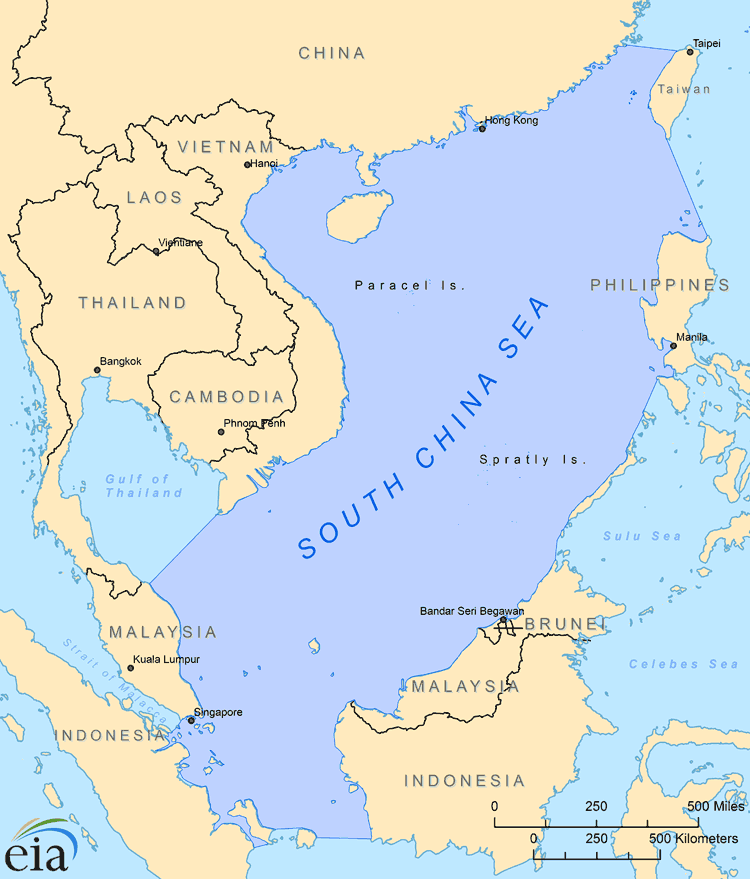 CHINA
Taipei
Taiwan
Hong Kong
VIETNAM
Hanoi
LAOS
Vientiane
Paracel Is.
PHILIPPINES
THAILAND
Manila
Bangkok
CAMBODIA
Phnom Penh
SOUTH CHINA SEA
Spratly Is.
Gulf of
Thailand
Sulu Sea
Bandar Seri Begawan
BRUNEI
MALAYSIA
Kuala Lumpur
Strait of Malacca
Celebes Sea
MALAYSIA
Singapore
INDONESIA
INDONESIA
0 250 500 Miles
0 250 500 Kilometers
eia